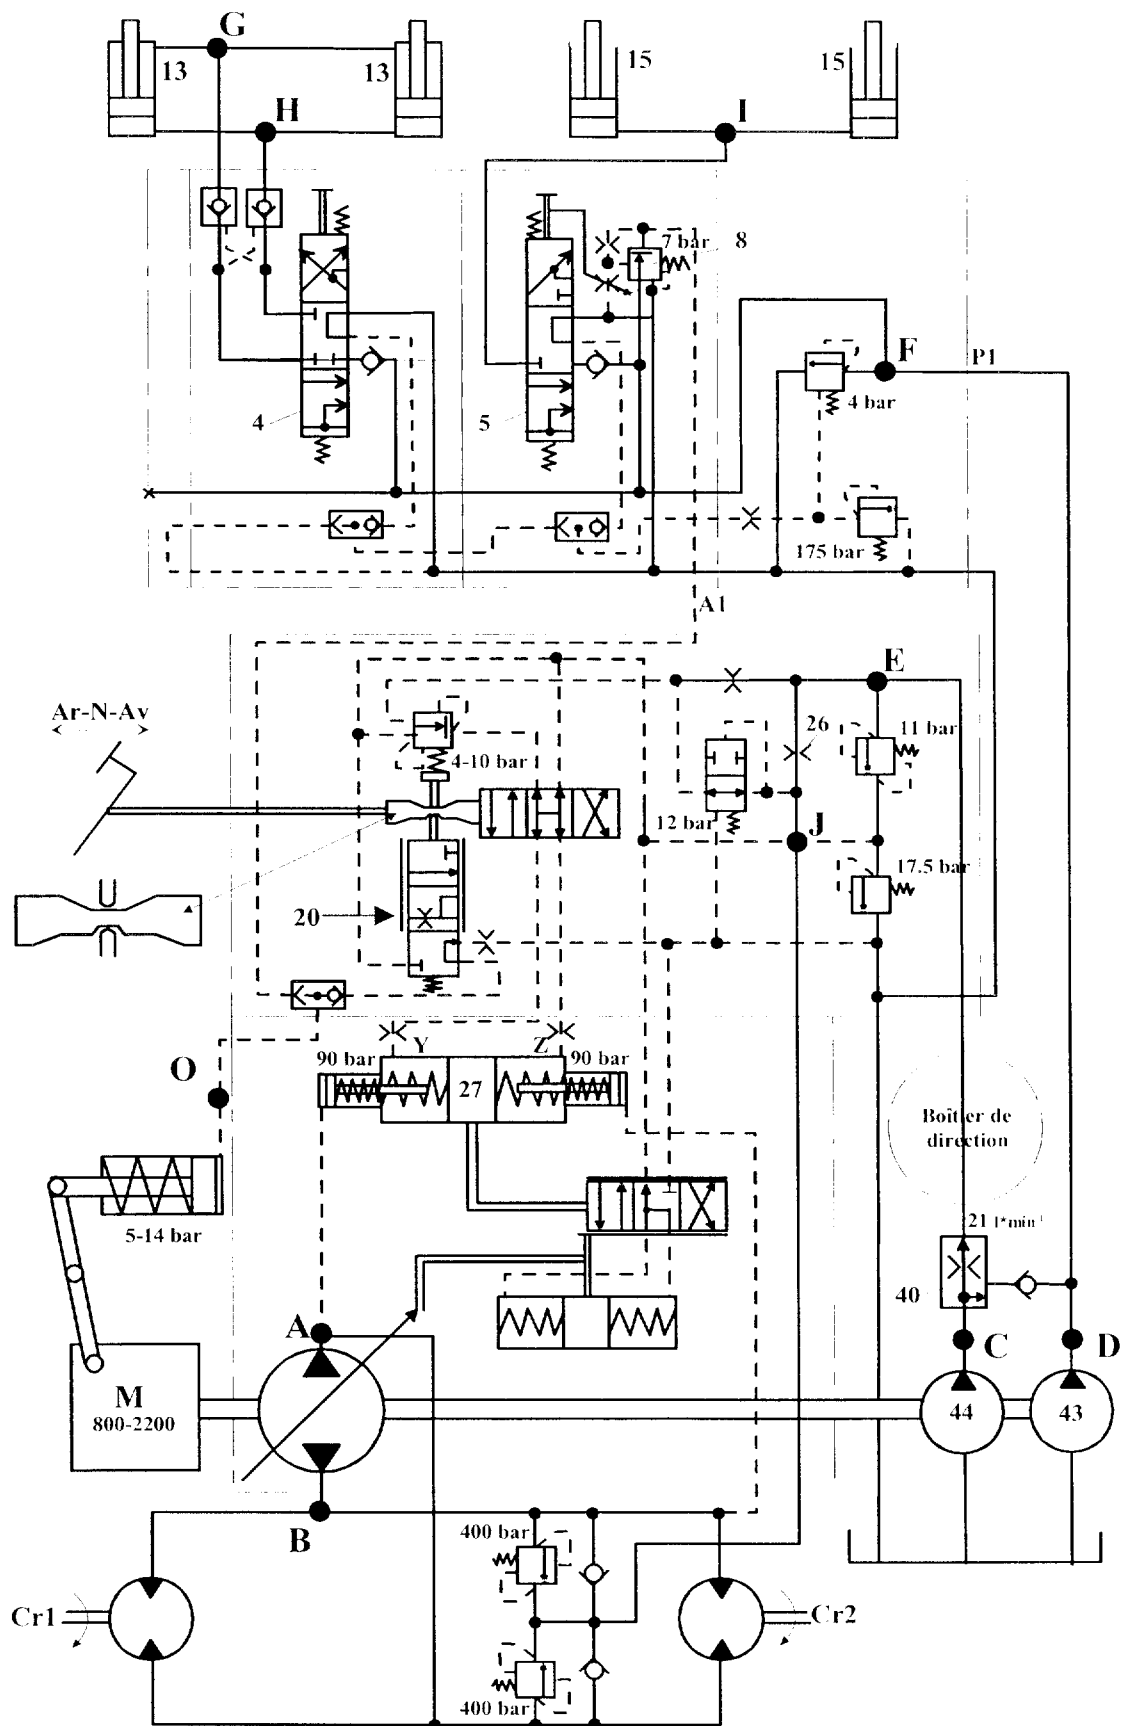 G
13
13
15
15
H
I
7 bar
8
F
P1
4 bar
4
5
175 bar
A1
E
Ar-N-Av
26
11 bar
4-10 bar
12 bar
J
17.5 bar
20
O
Y
Z
90 bar
27
90 bar
Boîtier de
direction
5-14 bar
21 l*min⁻¹
40
A
C
D
M
800-2200
44
43
B
400 bar
Cr1
Cr2
400 bar